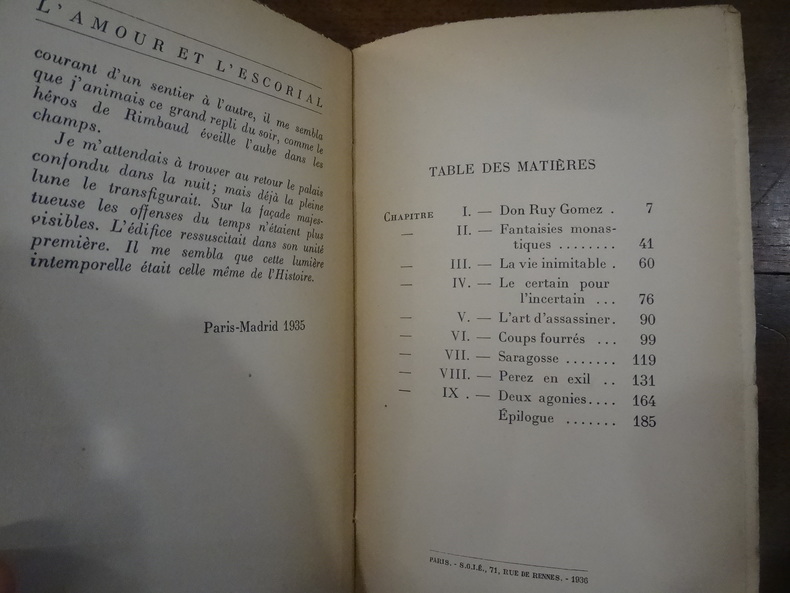 L'AMOUR ET L'ESCORIAL
courant d'un sentier à l'autre, il me sembla
que j'animais ce grand repli du soir, comme le
héros de Rimbaud éveille l'aube dans les
champs.
Je m'attendais à trouver au retour le palais
confondu dans la nuit; mais déjà la pleine
lune le transfigurait. Sur la façade majes-
tueuse les offenses du temps n'étaient plus
visibles. L'édifice ressuscitait dans son unité
première. Il me sembla que cette lumière
intemporelle était celle même de l'Histoire.
Paris-Madrid 1935
TABLE DES MATIÈRES
CHAPITRE I. — Don Ruy Gomez . 7
— II. — Fantaisies monas-
tiques ........ 41
— III. — La vie inimitable . 60
— IV. — Le certain pour
l'incertain ... 76
— V. — L'art d'assassiner. 90
— VI. — Coups fourrés ... 99
— VII. — Saragosse ....... 119
— VIII. — Perez en exil .. 131
— IX . — Deux agonies.... 164
Épilogue ....... 185
PARIS. - S.G.I.É., 71, RUE DE RENNES. - 1936